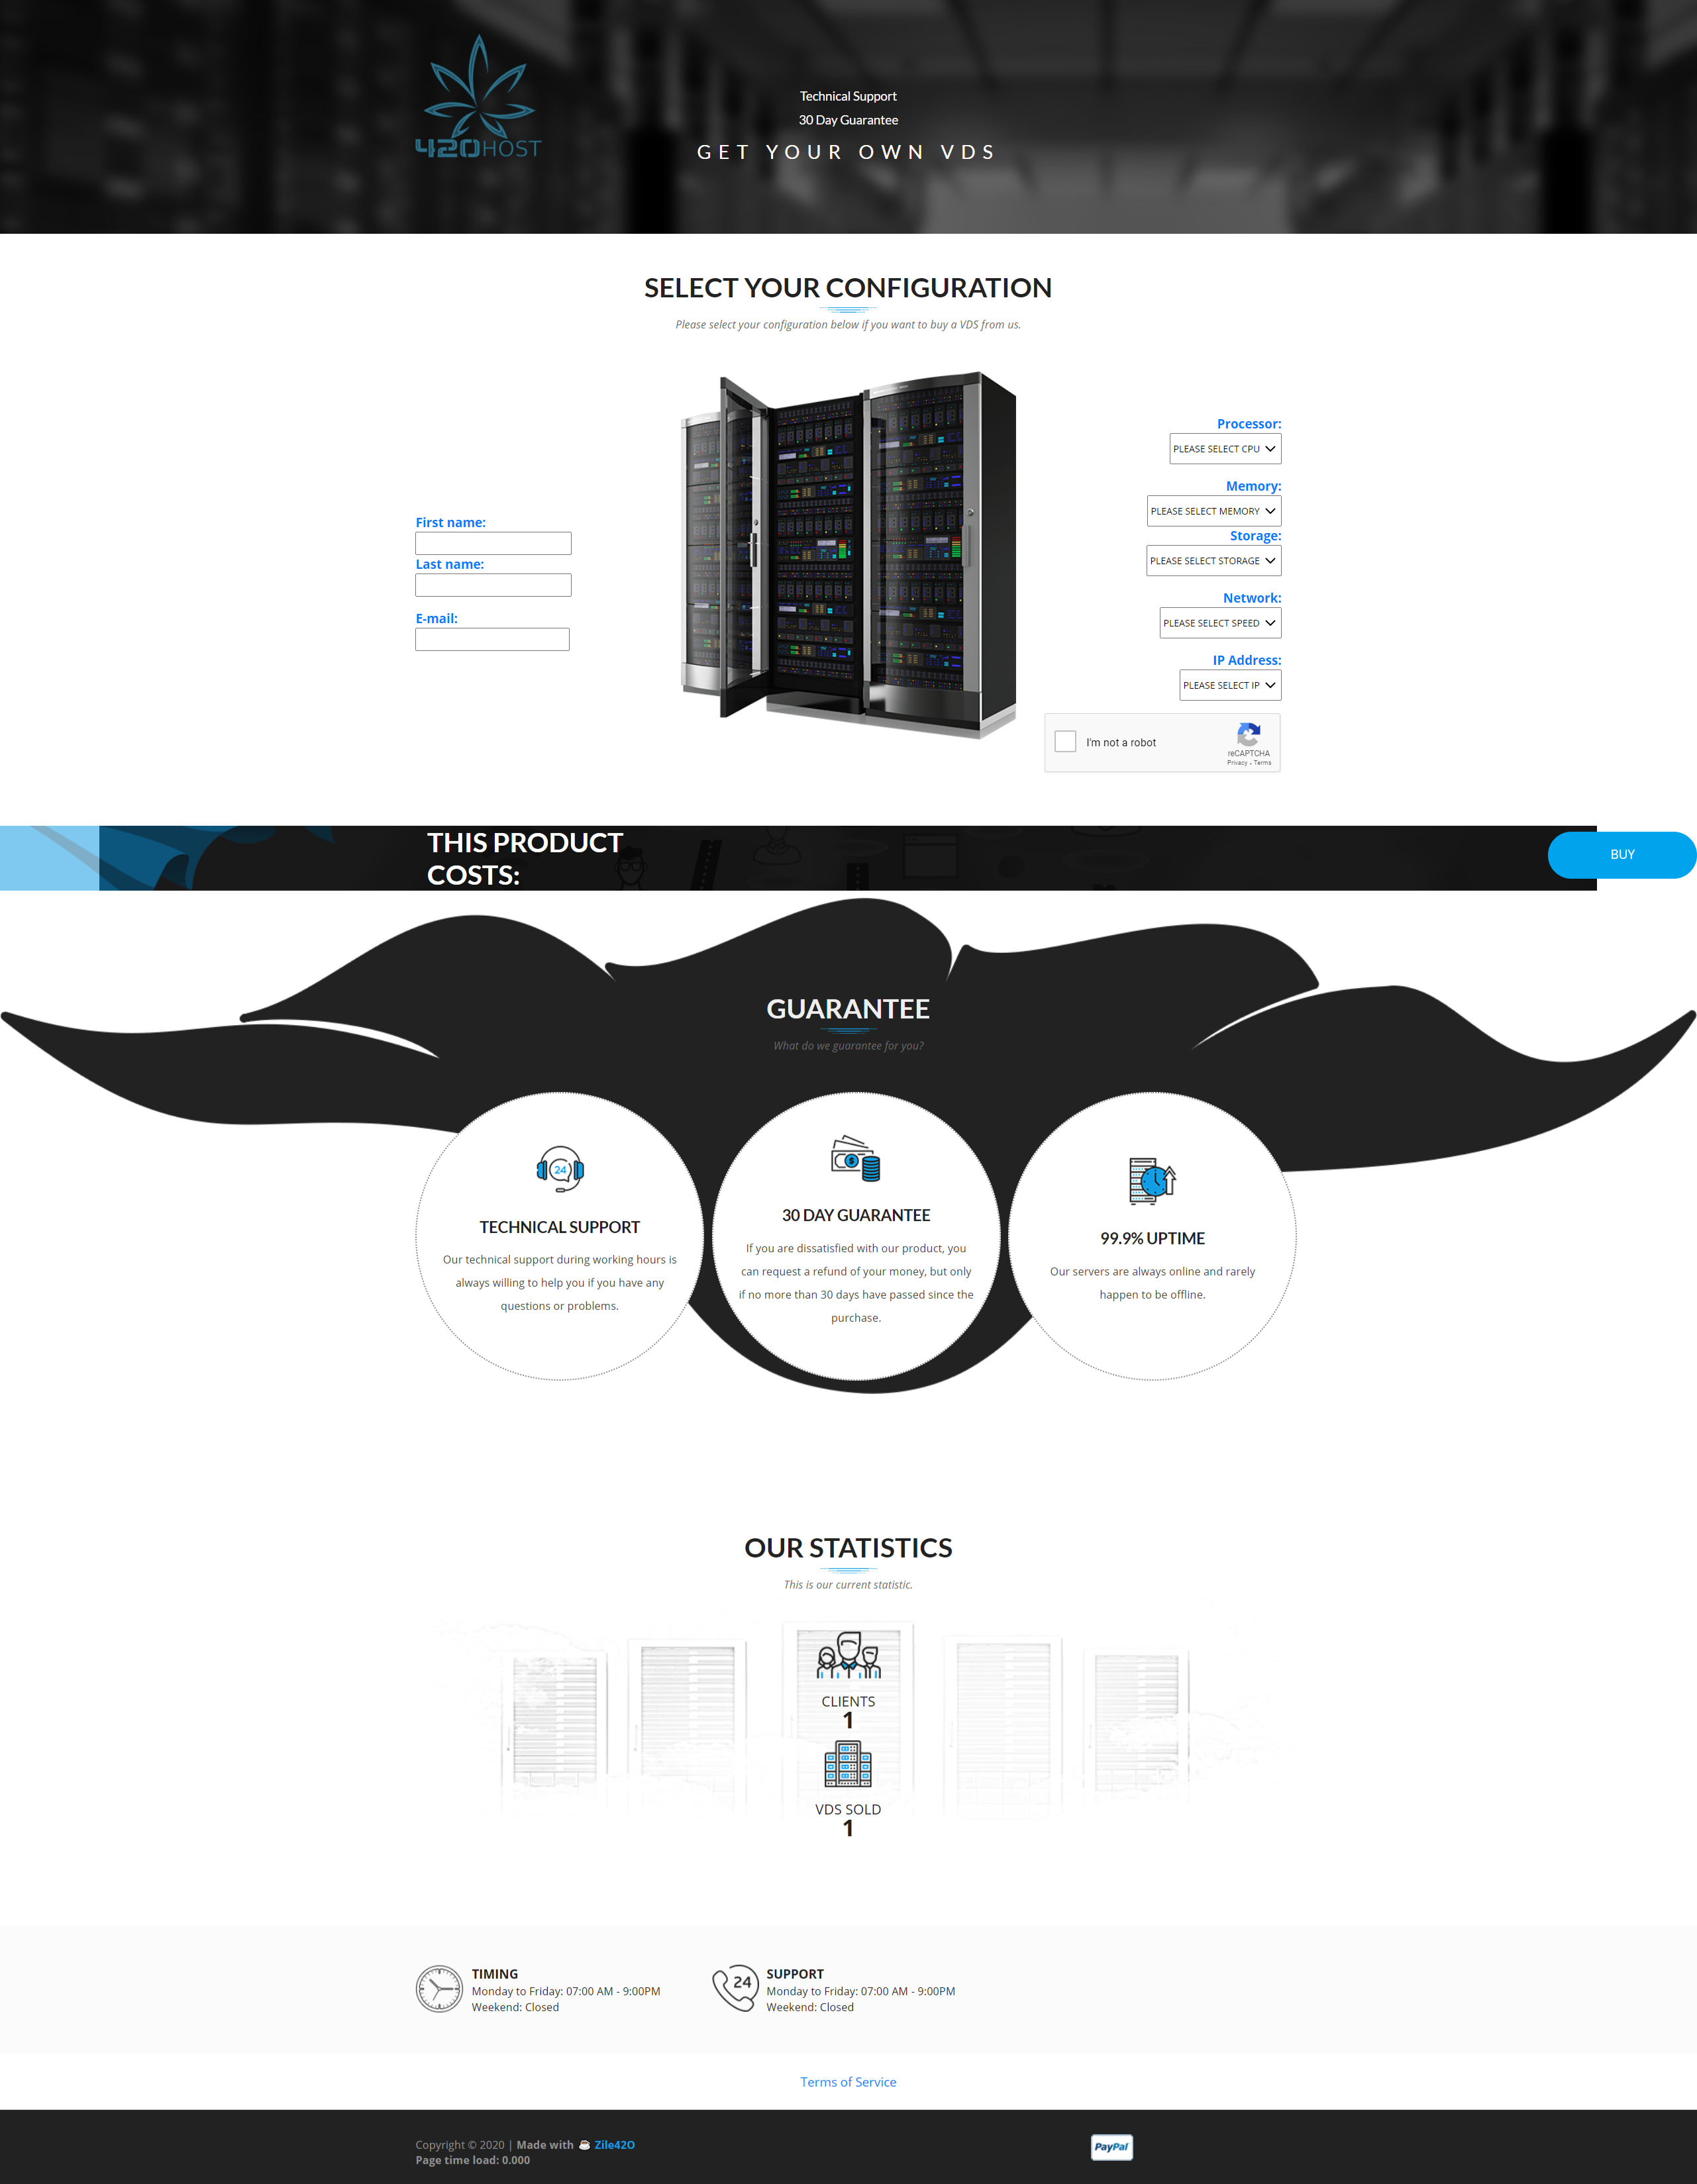 420HOST
Technical Support
30 Day Guarantee
GET YOUR OWN VDS
SELECT YOUR CONFIGURATION
Please select your configuration below if you want to buy a VDS from us.
First name:
Last name:
E-mail:
Processor:
PLEASE SELECT CPU
Memory:
PLEASE SELECT MEMORY
Storage:
PLEASE SELECT STORAGE
Network:
PLEASE SELECT SPEED
IP Address:
PLEASE SELECT IP
I'm not a robot
reCAPTCHA
Privacy - Terms
THIS PRODUCT
COSTS:
BUY
GUARANTEE
What do we guarantee for you?
24
TECHNICAL SUPPORT
Our technical support during working hours is
always willing to help you if you have any
questions or problems.
$
30 DAY GUARANTEE
If you are dissatisfied with our product, you
can request a refund of your money, but only
if no more than 30 days have passed since the
purchase.
99.9% UPTIME
Our servers are always online and rarely
happen to be offline.
OUR STATISTICS
This is our current statistic.
CLIENTS
1
VDS SOLD
1
TIMING
Monday to Friday: 07:00 AM - 9:00PM
Weekend: Closed
24
SUPPORT
Monday to Friday: 07:00 AM - 9:00PM
Weekend: Closed
Terms of Service
Copyright © 2020 | Made with ☕ Zile42O
Page time load: 0.000
PayPal